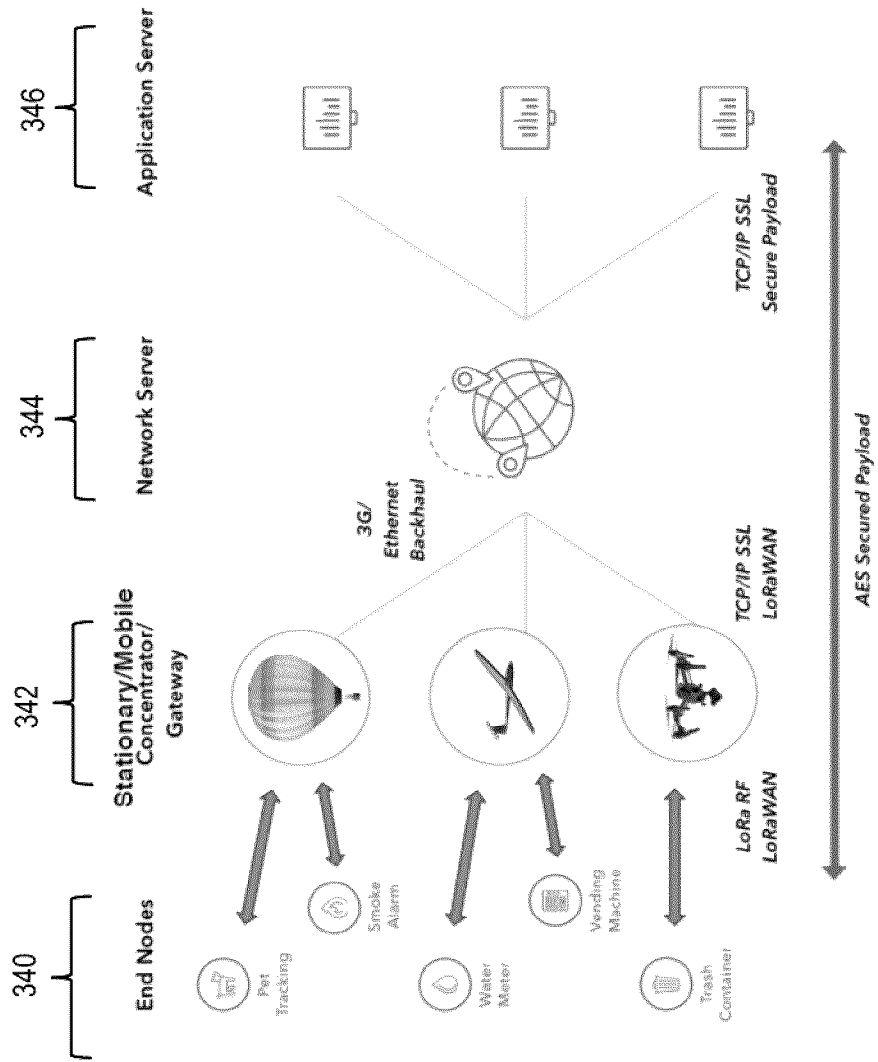 340
End Nodes
342
Stationary/Mobile
Concentrator/
Gateway
344
Network Server
346
Application Server
Pet
Tracking
Smoke
Alarm
Water
Meter
Vending
Machine
Trash
Container
3G/
Ethernet
Backhaul
LoRa RF
LoRaWAN
TCP/IP SSL
LoRaWAN
TCP/IP SSL
Secure Payload
AES Secured Payload